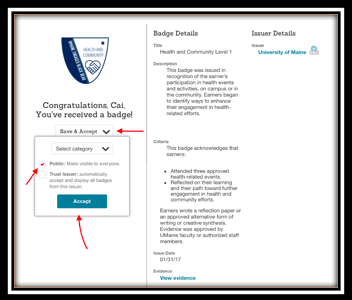 HEALTH AND
COMMUNITY
Congratulations, Cai,
You've received a badge!
Save & Accept
Select category
Public: Make visible to everyone.
Trust Issuer: automatically
accept and display all badges
from this issuer.
Accept
Badge Details
Title
Health and Community Level 1
Description
This badge was issued in
recognition of the earner's
participation in health events
and activities, on campus or in
the community. Earners began
to identify ways to enhance
their engagement in health-
related efforts.
Criteria
This badge acknowledges that
earners:
Attended three approved
health-related events.
Reflected on their learning
and their path toward further
engagement in health and
community efforts.
Earners wrote a reflection paper or
an approved alternative form of
writing or creative synthesis.
Evidence was approved by
UMaine faculty or authorized staff
members.
Issue Date
01/31/17
Evidence
View evidence
Issuer Details
Issuer
University of Maine